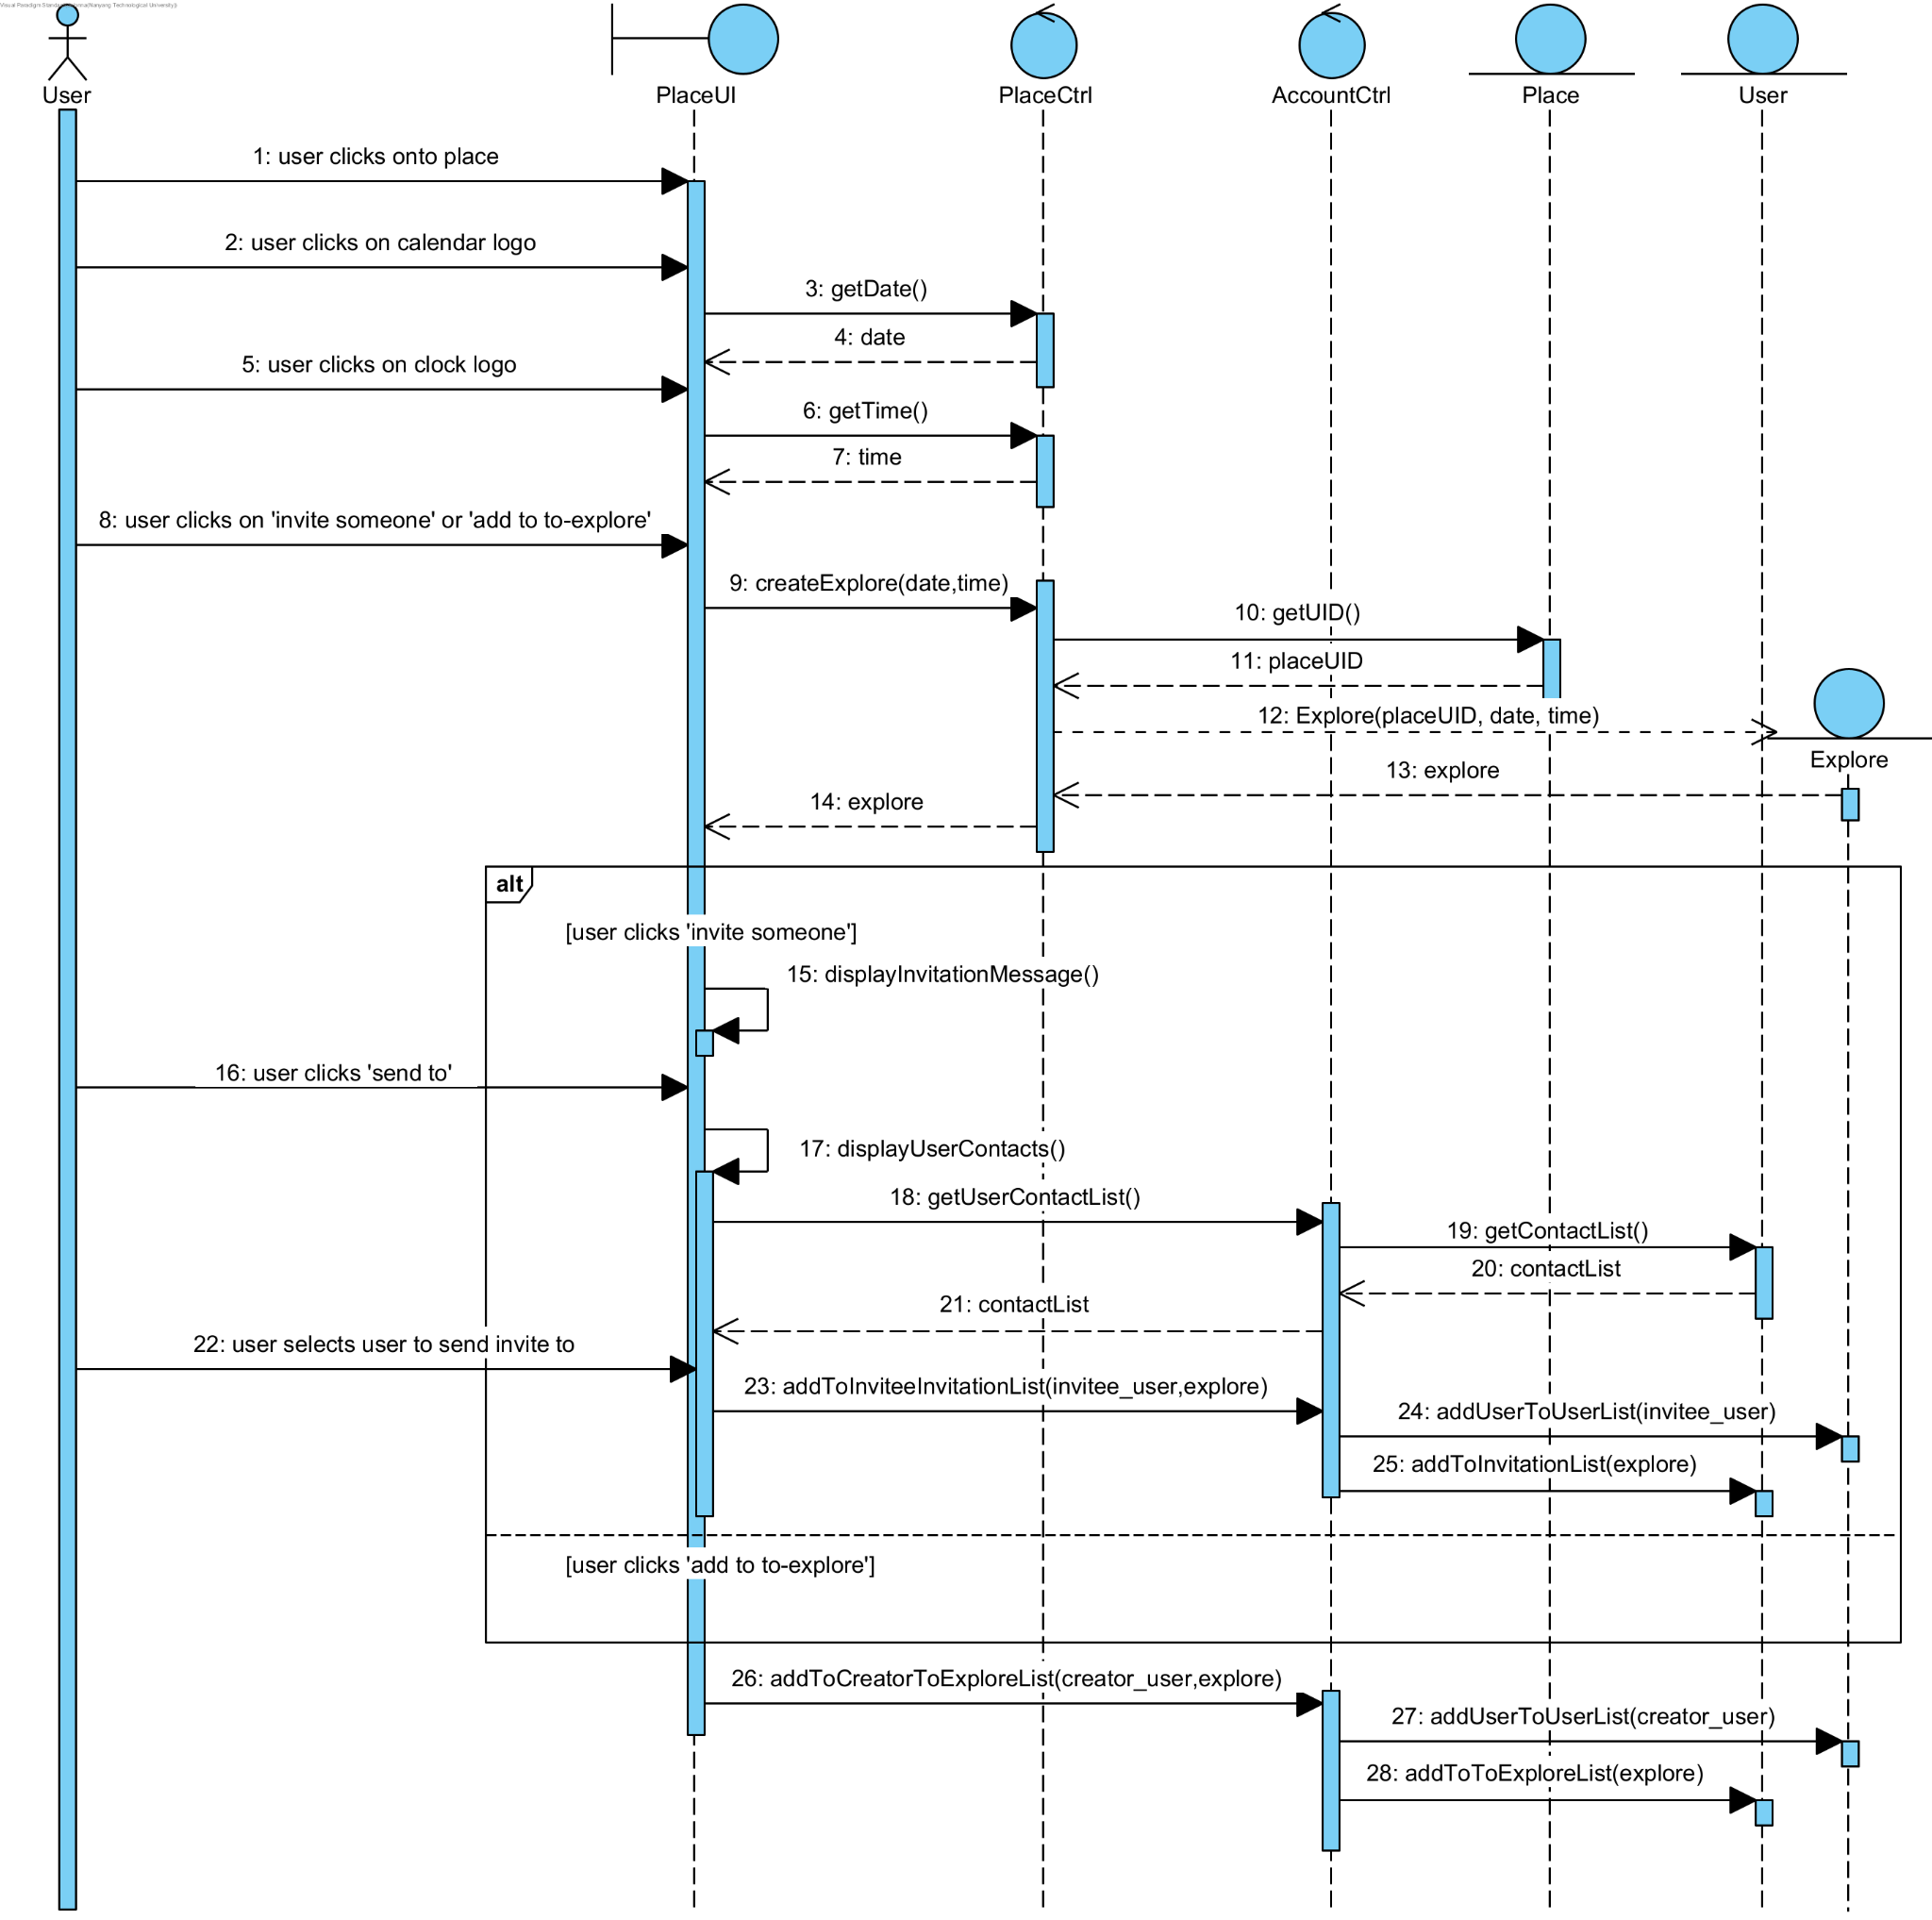 User
PlaceUI
PlaceCtrl
AccountCtrl
Place
User
1: user clicks onto place
2: user clicks on calendar logo
3: getDate()
4: date
5: user clicks on clock logo
6: getTime()
7: time
8: user clicks on 'invite someone' or 'add to to-explore'
9: createExplore(date,time)
10: getUID()
11: placeUID
12: Explore(placeUID, date, time)
Explore
13: explore
14: explore
alt
[user clicks 'invite someone']
15: displayInvitationMessage()
16: user clicks 'send to'
17: displayUserContacts()
18: getUserContactList()
19: getContactList()
20: contactList
21: contactList
22: user selects user to send invite to
23: addToInviteeInvitationList(invitee_user,explore)
24: addUserToUserList(invitee_user)
25: addToInvitationList(explore)
[user clicks 'add to to-explore']
26: addToCreatorToExploreList(creator_user,explore)
27: addUserToUserList(creator_user)
28: addToToExploreList(explore)